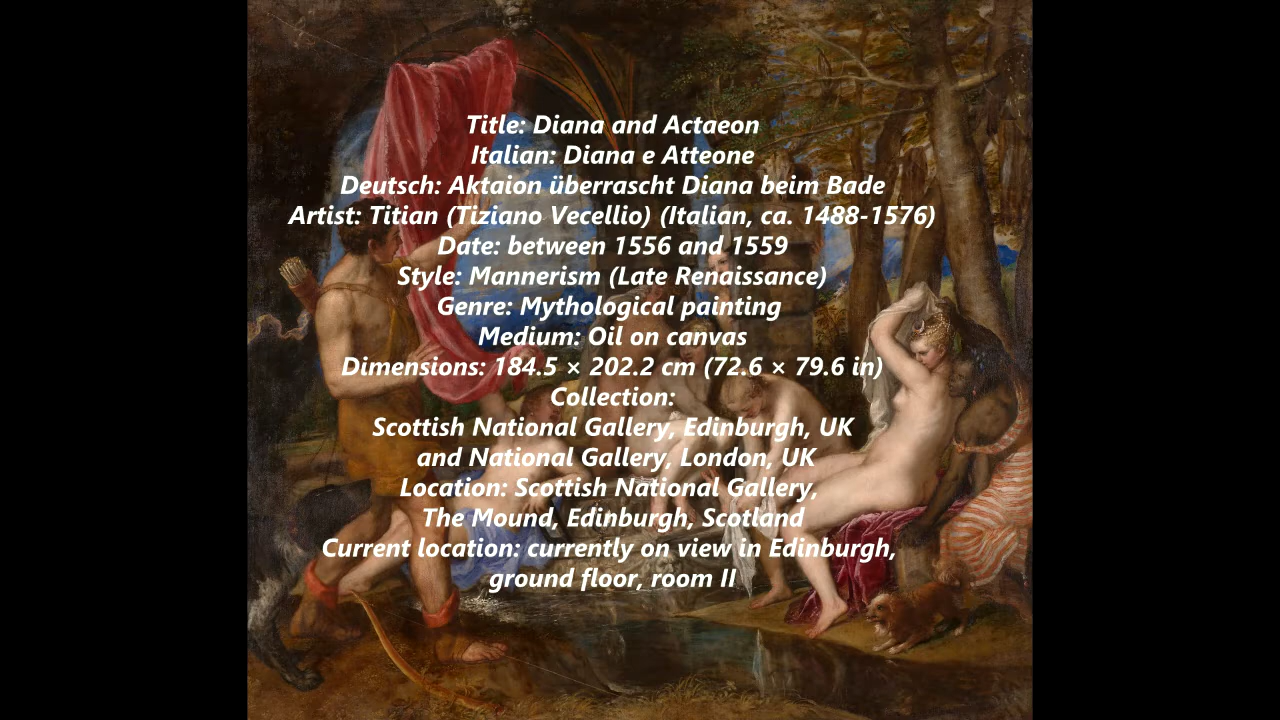 Title: Diana and Actaeon
Italian: Diana e Atteone
Deutsch: Aktaion überrascht Diana beim Bade
Artist: Titian (Tiziano Vecellio) (Italian, ca. 1488-1576)
Date: between 1556 and 1559
Style: Mannerism (Late Renaissance)
Genre: Mythological painting
Medium: Oil on canvas
Dimensions: 184.5 × 202.2 cm (72.6 × 79.6 in)
Collection:
Scottish National Gallery, Edinburgh, UK
and National Gallery, London, UK
Location: Scottish National Gallery,
The Mound, Edinburgh, Scotland
Current location: currently on view in Edinburgh,
ground floor, room II